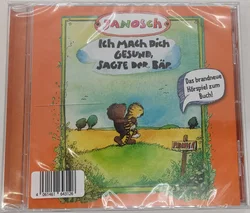 JANOSCH
ICH MACH DICH
GESUND,
SAGTE DER BÄR
Das brandneue
Hörspiel zum
Buch!